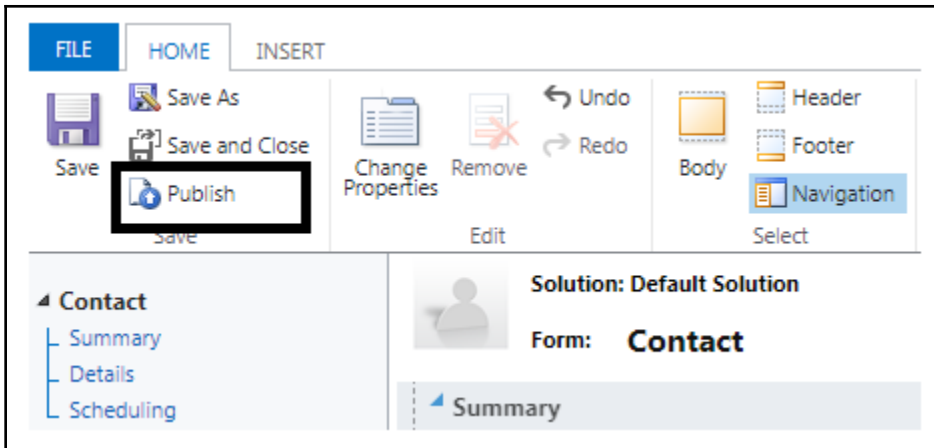 FILE HOME INSERT
Save
Save As
Save and Close
Publish
Save
Change
Properties
Remove
Undo
Redo
Edit
Body
Header
Footer
Navigation
Select
Contact
Summary
Details
Scheduling
Solution: Default Solution
Form: Contact
Summary